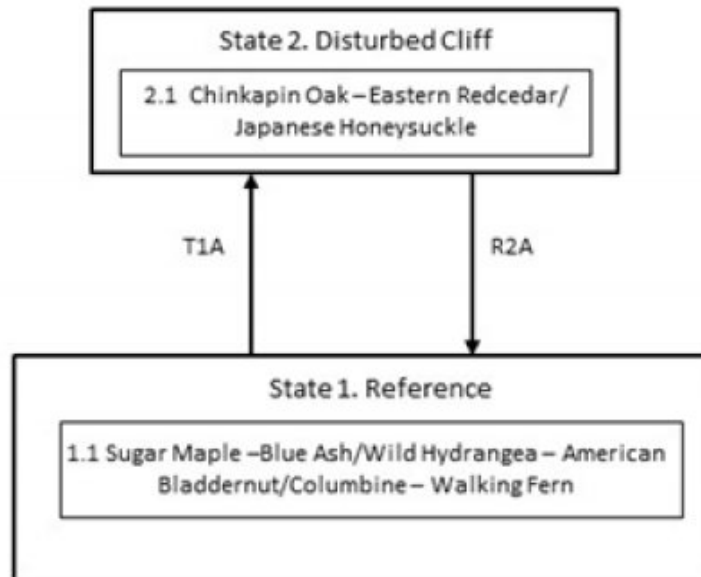 State 2. Disturbed Cliff
2.1 Chinkapin Oak – Eastern Redcedar/
Japanese Honeysuckle
T1A
R2A
State 1. Reference
1.1 Sugar Maple –Blue Ash/Wild Hydrangea – American
Bladdernut/Columbine – Walking Fern